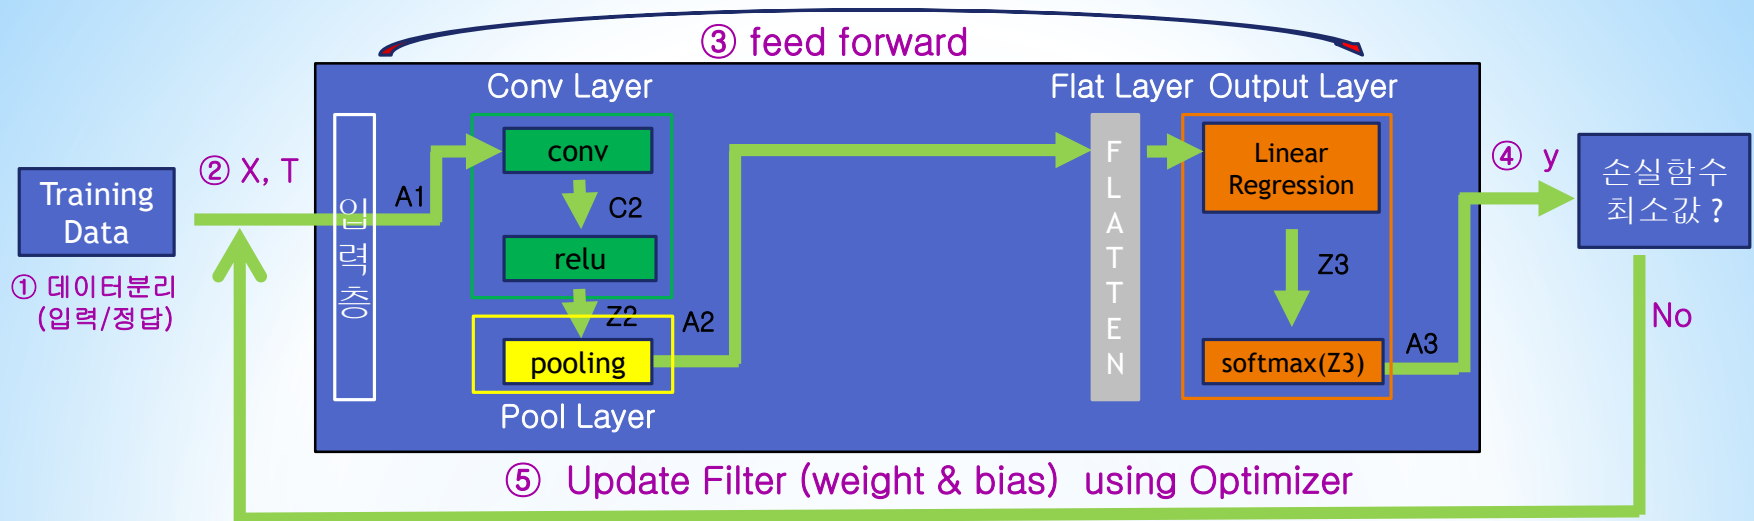 ③ feed forward
Conv Layer
Flat Layer
Output Layer
Training
Data
① 데이터분리
(입력/정답)
② X, T
입력층
A1
conv
C2
relu
Z2
pooling
Pool Layer
A2
FLATTEN
Linear
Regression
Z3
softmax(Z3)
A3
④ y
손실함수
최소값 ?
No
⑤ Update Filter (weight & bias) using Optimizer